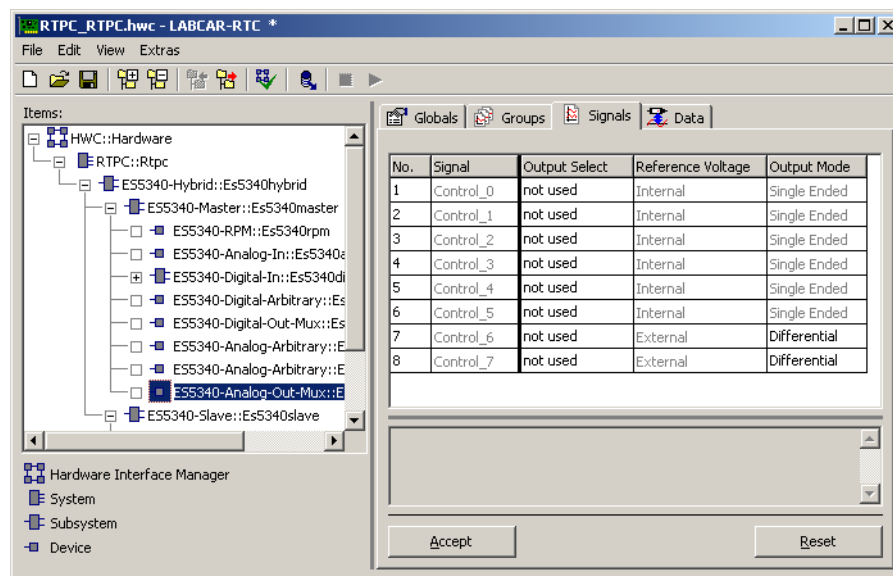 RTPC_RTPC.hwc - LABCAR-RTC *
File Edit View Extras
Items:
HWC::Hardware
RTPC::Rtpc
ES5340-Hybrid::Es5340hybrid
ES5340-Master::Es5340master
ES5340-RPM::Es5340rpm
ES5340-Analog-In::Es5340a
ES5340-Digital-In::Es5340di
ES5340-Digital-Arbitrary::Es
ES5340-Digital-Out-Mux::Es
ES5340-Analog-Arbitrary::E
ES5340-Analog-Arbitrary::E
ES5340-Analog-Out-Mux::E
ES5340-Slave::Es5340slave
Hardware Interface Manager
System
Subsystem
Device
Globals Groups Signals Data
No. Signal Output Select Reference Voltage Output Mode
1 Control_0 not used Internal Single Ended
2 Control_1 not used Internal Single Ended
3 Control_2 not used Internal Single Ended
4 Control_3 not used Internal Single Ended
5 Control_4 not used Internal Single Ended
6 Control_5 not used Internal Single Ended
7 Control_6 not used External Differential
8 Control_7 not used External Differential
Accept Reset